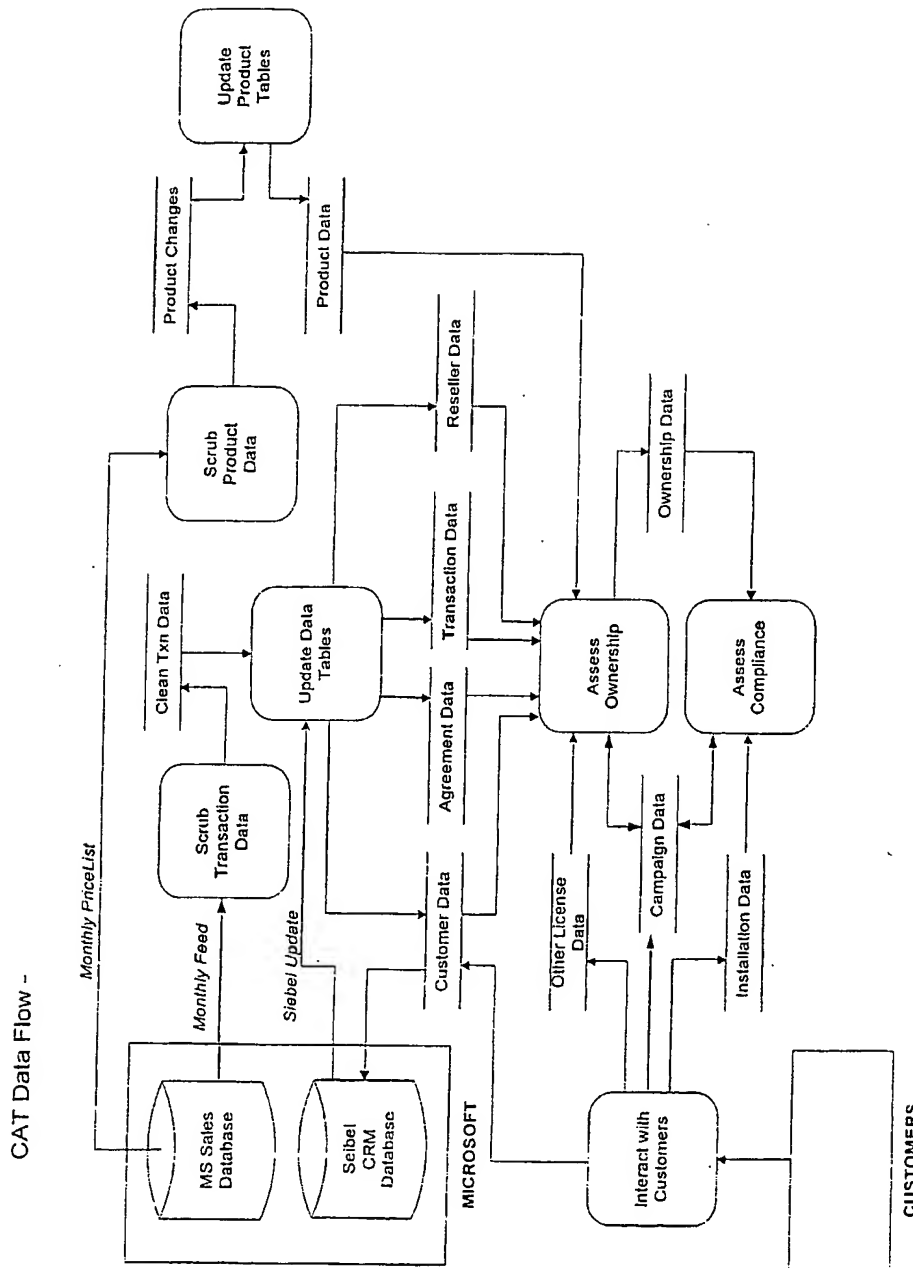 CAT Data Flow -
Monthly PriceList
MS Sales
Database
Seibel
CRM
Database
MICROSOFT
Monthly Feed
Siebel Update
Scrub
Transaction
Data
Clean Txn Data
Scrub
Product
Data
Product Changes
Update
Product
Tables
Product Data
Update Data
Tables
Customer Data
Agreement Data
Transaction Data
Reseller Data
Interact with
Customers
CUSTOMERS
Other License
Data
Campaign Data
Installation Data
Assess
Ownership
Ownership Data
Assess
Compliance